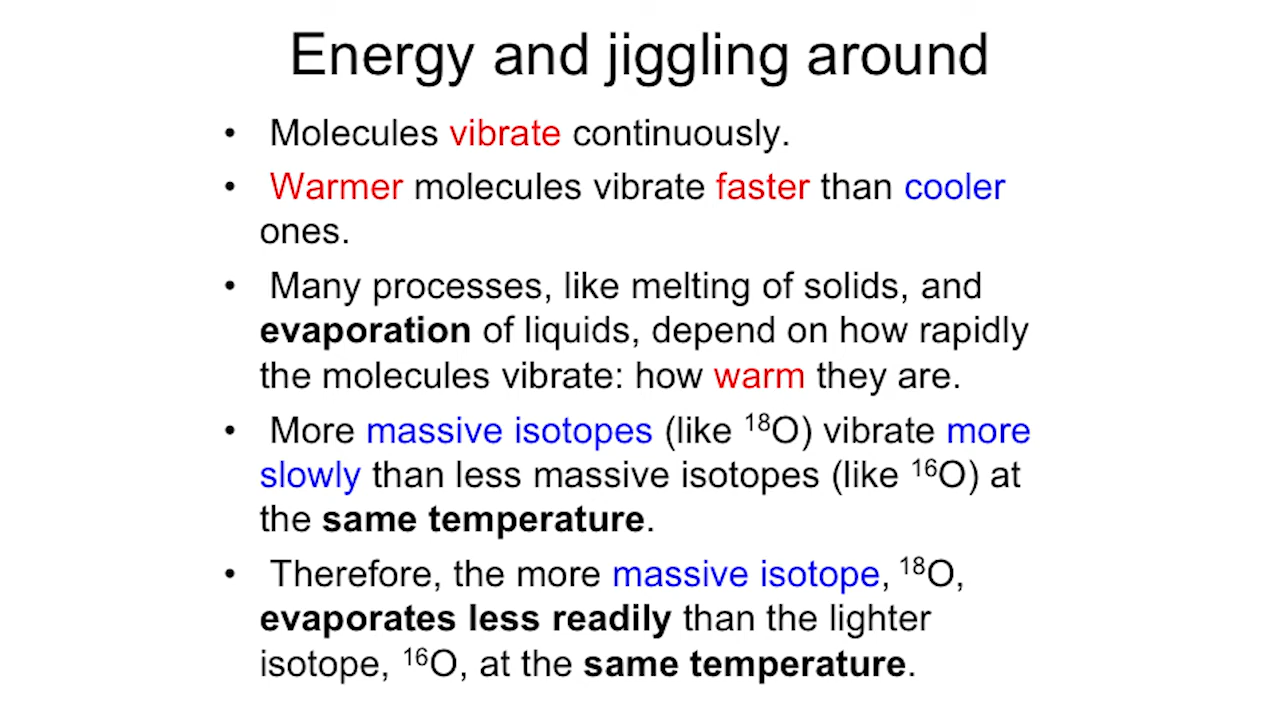 Energy and jiggling around
• Molecules vibrate continuously.
• Warmer molecules vibrate faster than cooler
ones.
• Many processes, like melting of solids, and
evaporation of liquids, depend on how rapidly
the molecules vibrate: how warm they are.
• More massive isotopes (like ¹⁸O) vibrate more
slowly than less massive isotopes (like ¹⁶O) at
the same temperature.
• Therefore, the more massive isotope, ¹⁸O,
evaporates less readily than the lighter
isotope, ¹⁶O, at the same temperature.